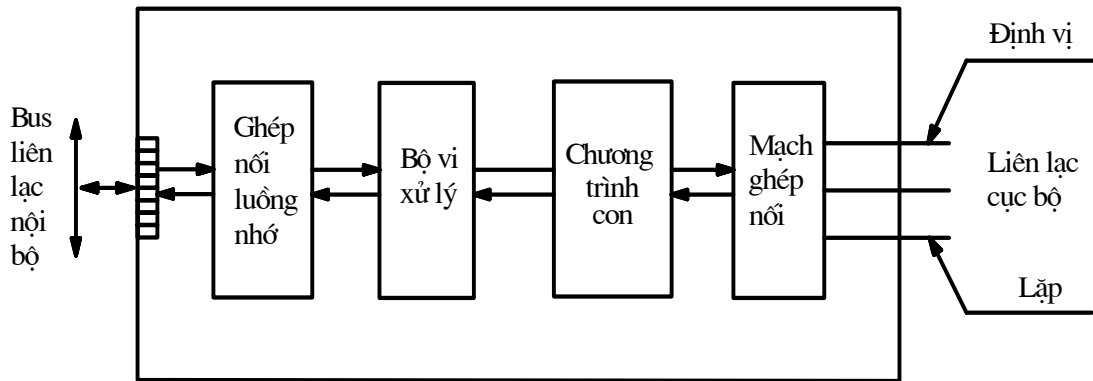 Bus
liên
lạc
nội
bộ
Ghép
nối
luồng
nhớ
Bộ vi
xử lý
Chương
trình
con
Mạch
ghép
nối
Định vị
Liên lạc
cục bộ
Lặp